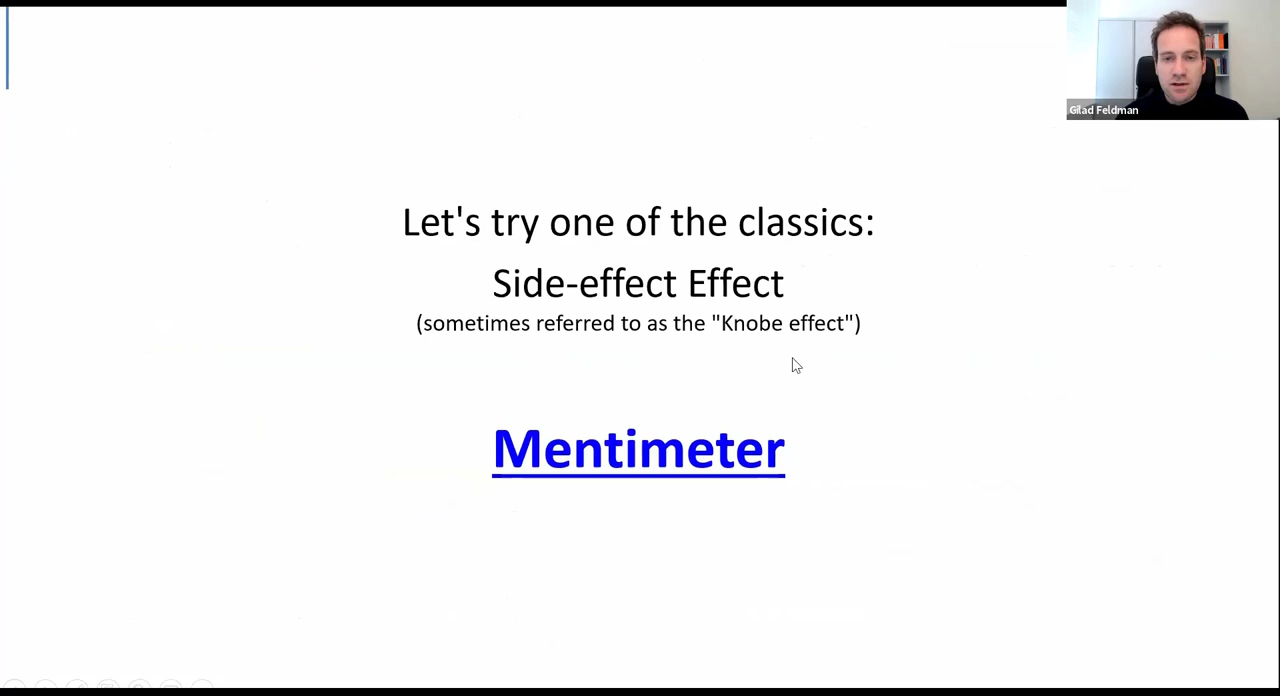 Gilad Feldman
Let's try one of the classics:
Side-effect Effect
(sometimes referred to as the "Knobe effect")
Mentimeter